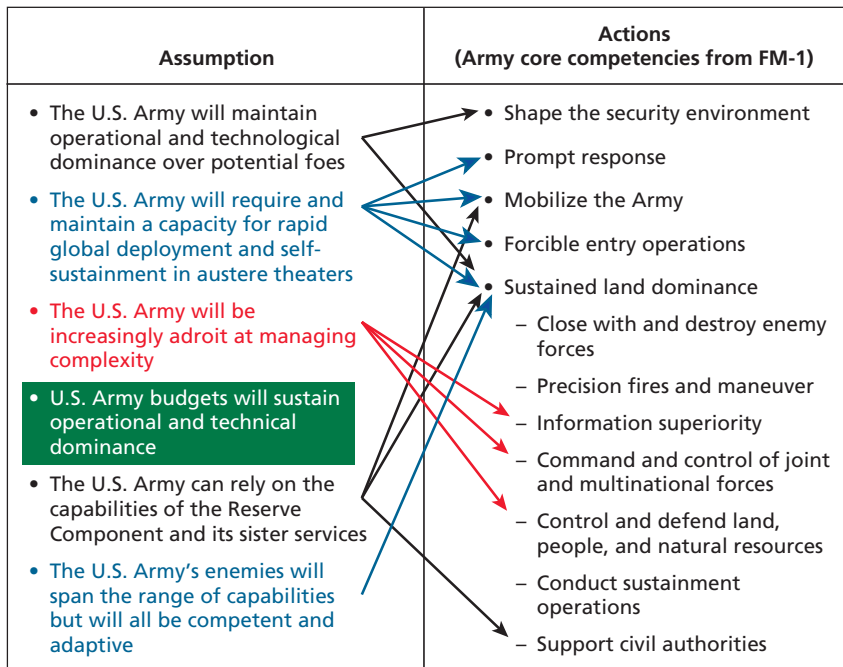 Assumption
Actions
(Army core competencies from FM-1)
• The U.S. Army will maintain
operational and technological
dominance over potential foes
• The U.S. Army will require and
maintain a capacity for rapid
global deployment and self-
sustainment in austere theaters
• The U.S. Army will be
increasingly adroit at managing
complexity
• U.S. Army budgets will sustain
operational and technical
dominance
• The U.S. Army can rely on the
capabilities of the Reserve
Component and its sister services
• The U.S. Army’s enemies will
span the range of capabilities
but will all be competent and
adaptive
• Shape the security environment
• Prompt response
• Mobilize the Army
• Forcible entry operations
• Sustained land dominance
– Close with and destroy enemy
forces
– Precision fires and maneuver
– Information superiority
– Command and control of joint
and multinational forces
– Control and defend land,
people, and natural resources
– Conduct sustainment
operations
– Support civil authorities